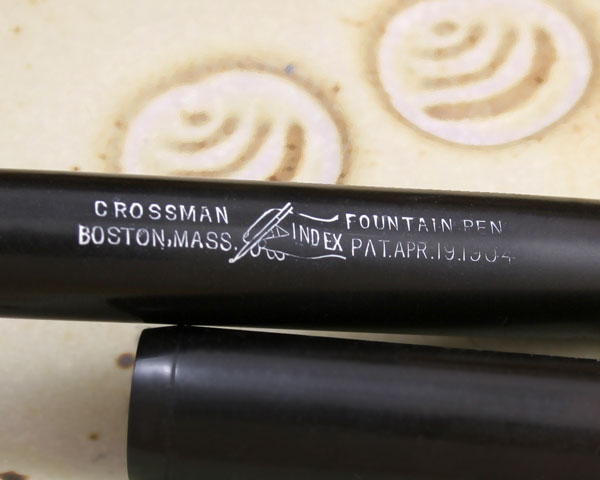 CROSSMAN
BOSTON, MASS.
INDEX
FOUNTAIN PEN
PAT. APR. 19. 1904